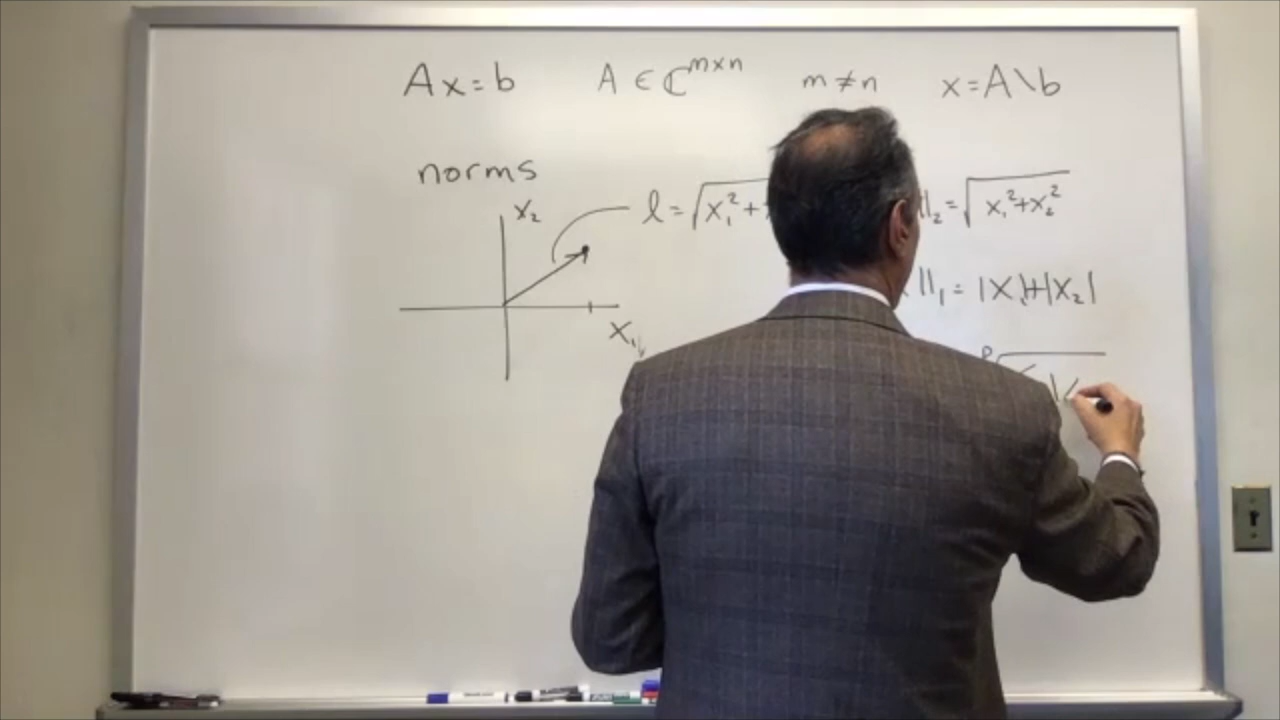 Ax=b A ∈ ℂ^{m×n} m≠n x=A\b
norms
x₂ l = √x₁²+ ‖₂ = √x₁²+x₂²
‖₁ = |x₁|+|x₂|
x₁
p√